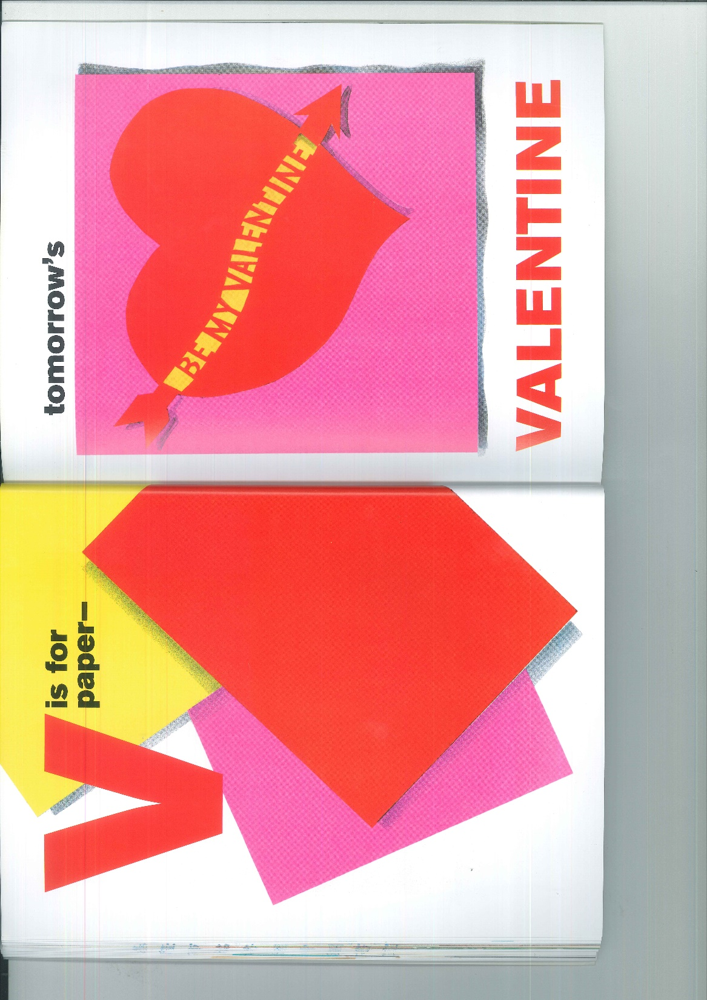 V is for
paper–
tomorrow's
BE MY VALENTINE
VALENTINE